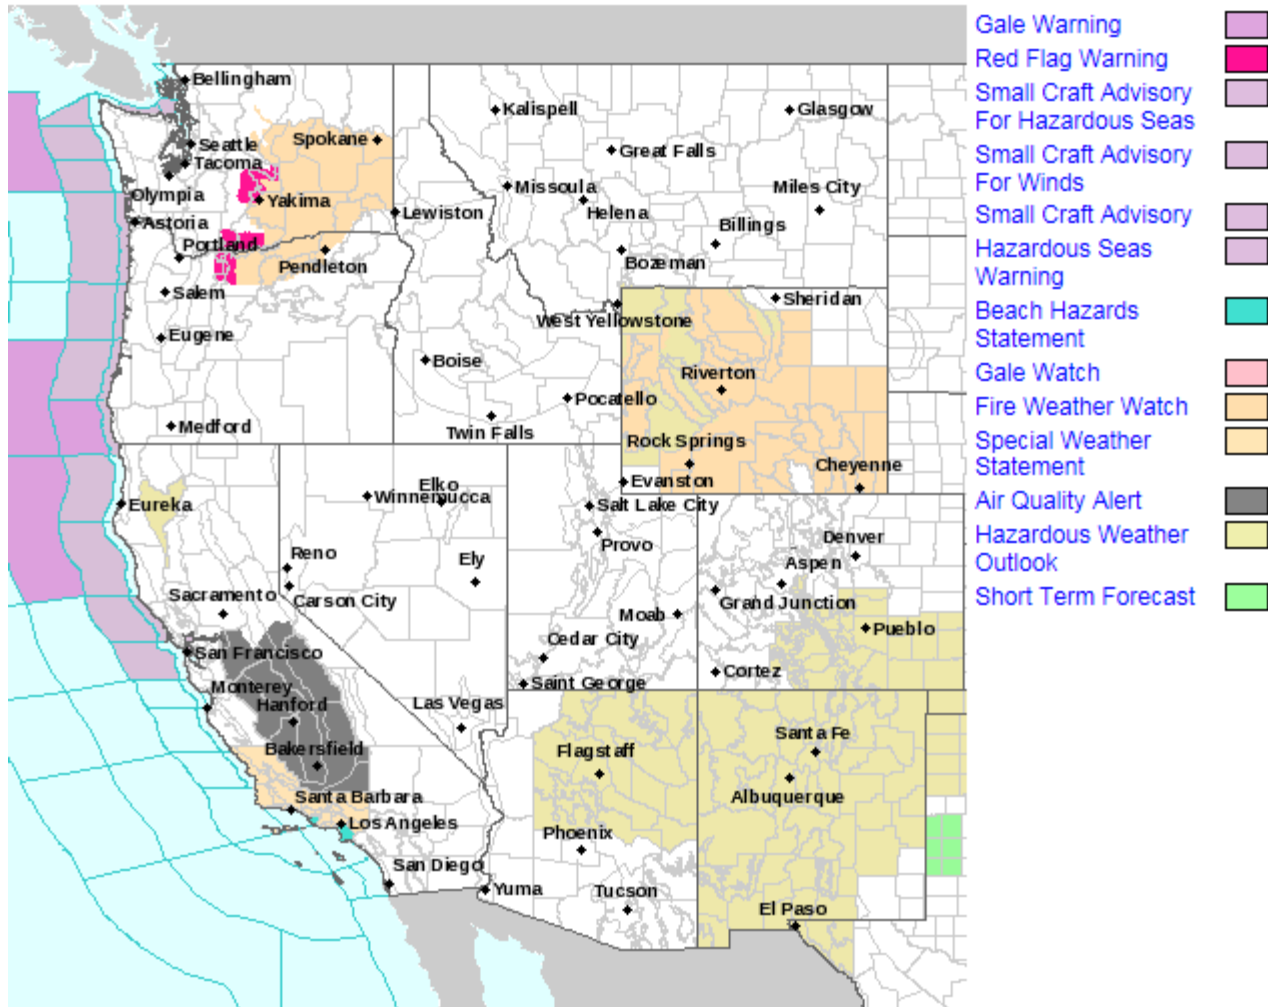 Gale Warning
Red Flag Warning
Small Craft Advisory
For Hazardous Seas
Small Craft Advisory
For Winds
Small Craft Advisory
Hazardous Seas
Warning
Beach Hazards
Statement
Gale Watch
Fire Weather Watch
Special Weather
Statement
Air Quality Alert
Hazardous Weather
Outlook
Short Term Forecast
Bellingham
Kalispell
Glasgow
Seattle
Spokane
Great Falls
Tacoma
Olympia
Yakima
Missoula
Miles City
Helena
Lewiston
Astoria
Billings
Portland
Pendleton
Bozeman
Salem
Sheridan
West Yellowstone
Eugene
Boise
Riverton
Pocatello
Medford
Twin Falls
Rock Springs
Cheyenne
Evanston
Elko
Winnemucca
Eureka
Salt Lake City
Provo
Denver
Reno
Ely
Aspen
Sacramento
Carson City
Grand Junction
Moab
Pueblo
Cedar City
San Francisco
Cortez
Saint George
Monterey
Hanford
Las Vegas
Santa Fe
Bakersfield
Flagstaff
Albuquerque
Santa Barbara
Los Angeles
Phoenix
San Diego
Yuma
Tucson
El Paso